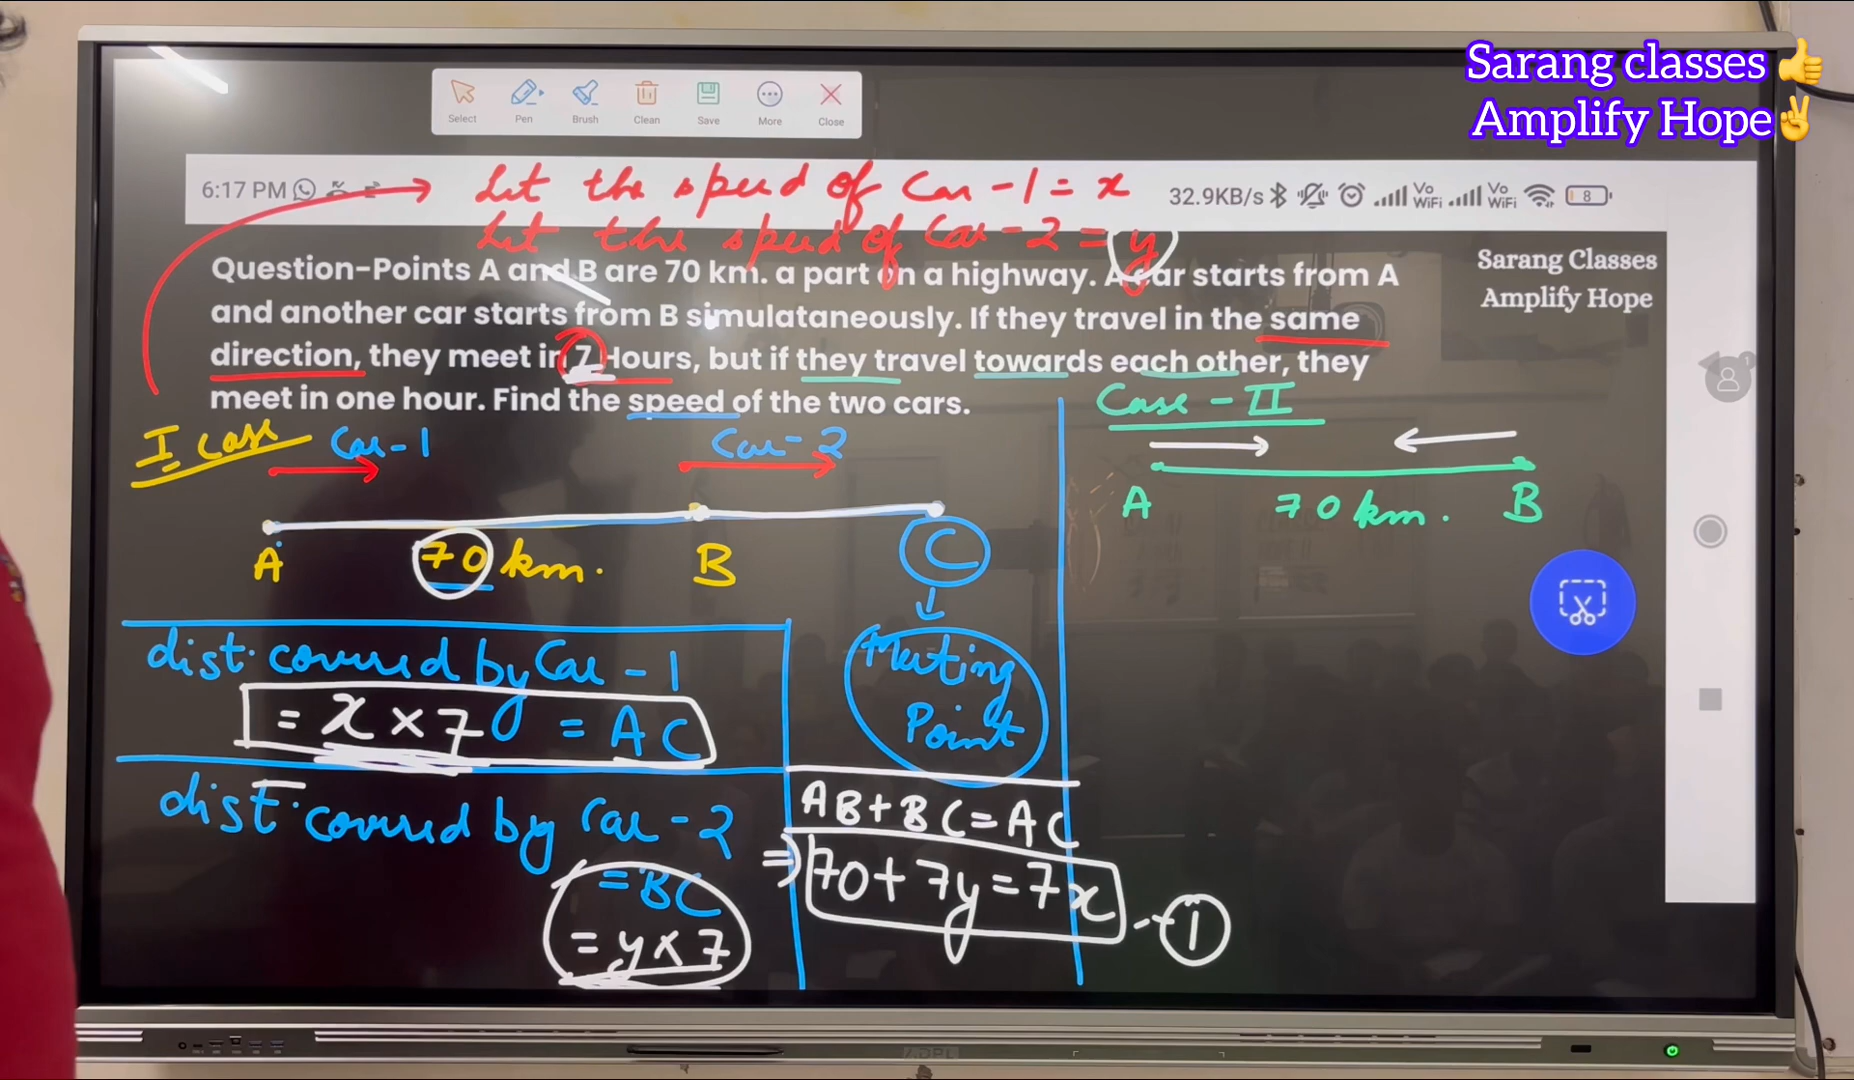 Sarang classes👍
Amplify Hope✌️
Select Pen Brush Clean Save More Close
6:17 PM
32.9KB/s Vo WiFi Vo WiFi 8
Let the speed of Car-1 = x
Let the speed of Car-2 = y
Question-Points A and B are 70 km. a part on a highway. A car starts from A
and another car starts from B simulataneously. If they travel in the same
direction, they meet in 7 Hours, but if they travel towards each other, they
meet in one hour. Find the speed of the two cars.
Sarang Classes
Amplify Hope
1
I case
Car-1
Car-2
A 70 km. B C
Meeting
Point
dist. covered by Car-1
= x × 7 = AC
dist. covered by Car-2
= BC
= y × 7
AB + BC = AC
⇒ 70 + 7y = 7x - 1
Case - II
A 70 km. B